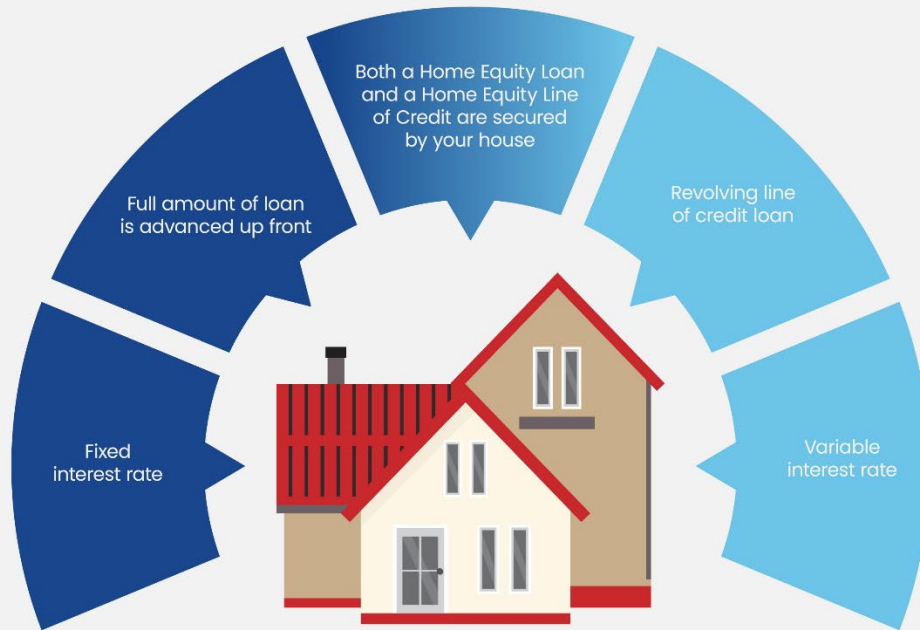 Both a Home Equity Loan
and a Home Equity Line
of Credit are secured
by your house
Full amount of loan
is advanced up front
Revolving line
of credit loan
Fixed
interest rate
Variable
interest rate